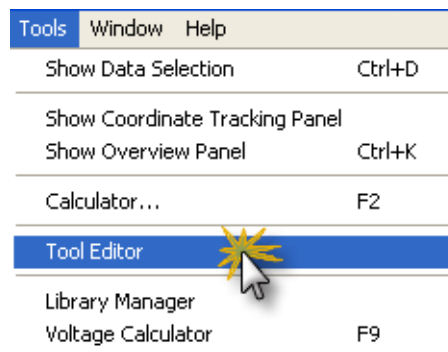 Tools Window Help
Show Data Selection Ctrl+D
Show Coordinate Tracking Panel
Show Overview Panel Ctrl+K
Calculator... F2
Tool Editor
Library Manager
Voltage Calculator F9